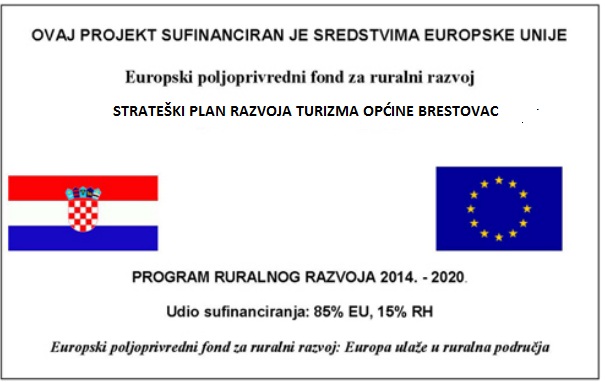 OVAJ PROJEKT SUFINANCIRAN JE SREDSTVIMA EUROPSKE UNIJE
Europski poljoprivredni fond za ruralni razvoj
STRATEŠKI PLAN RAZVOJA TURIZMA OPĆINE BRESTOVAC
PROGRAM RURALNOG RAZVOJA 2014. - 2020.
Udio sufinanciranja: 85% EU, 15% RH
Europski poljoprivredni fond za ruralni razvoj: Europa ulaže u ruralna područja